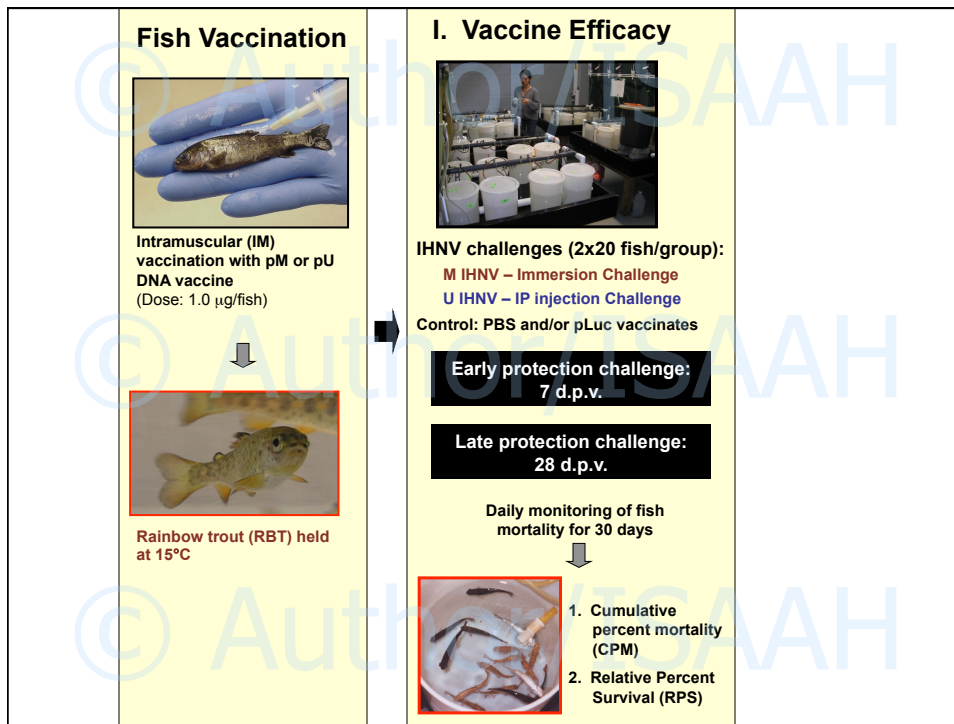 Fish Vaccination
Intramuscular (IM)
vaccination with pM or pU
DNA vaccine
(Dose: 1.0 μg/fish)
Rainbow trout (RBT) held
at 15ºC
I. Vaccine Efficacy
IHNV challenges (2x20 fish/group):
M IHNV – Immersion Challenge
U IHNV – IP injection Challenge
Control: PBS and/or pLuc vaccinates
Early protection challenge:
7 d.p.v.
Late protection challenge:
28 d.p.v.
Daily monitoring of fish
mortality for 30 days
1. Cumulative
percent mortality
(CPM)
2. Relative Percent
Survival (RPS)
© Author/ISAAH
© Author/ISAAH
© Author/ISAAH